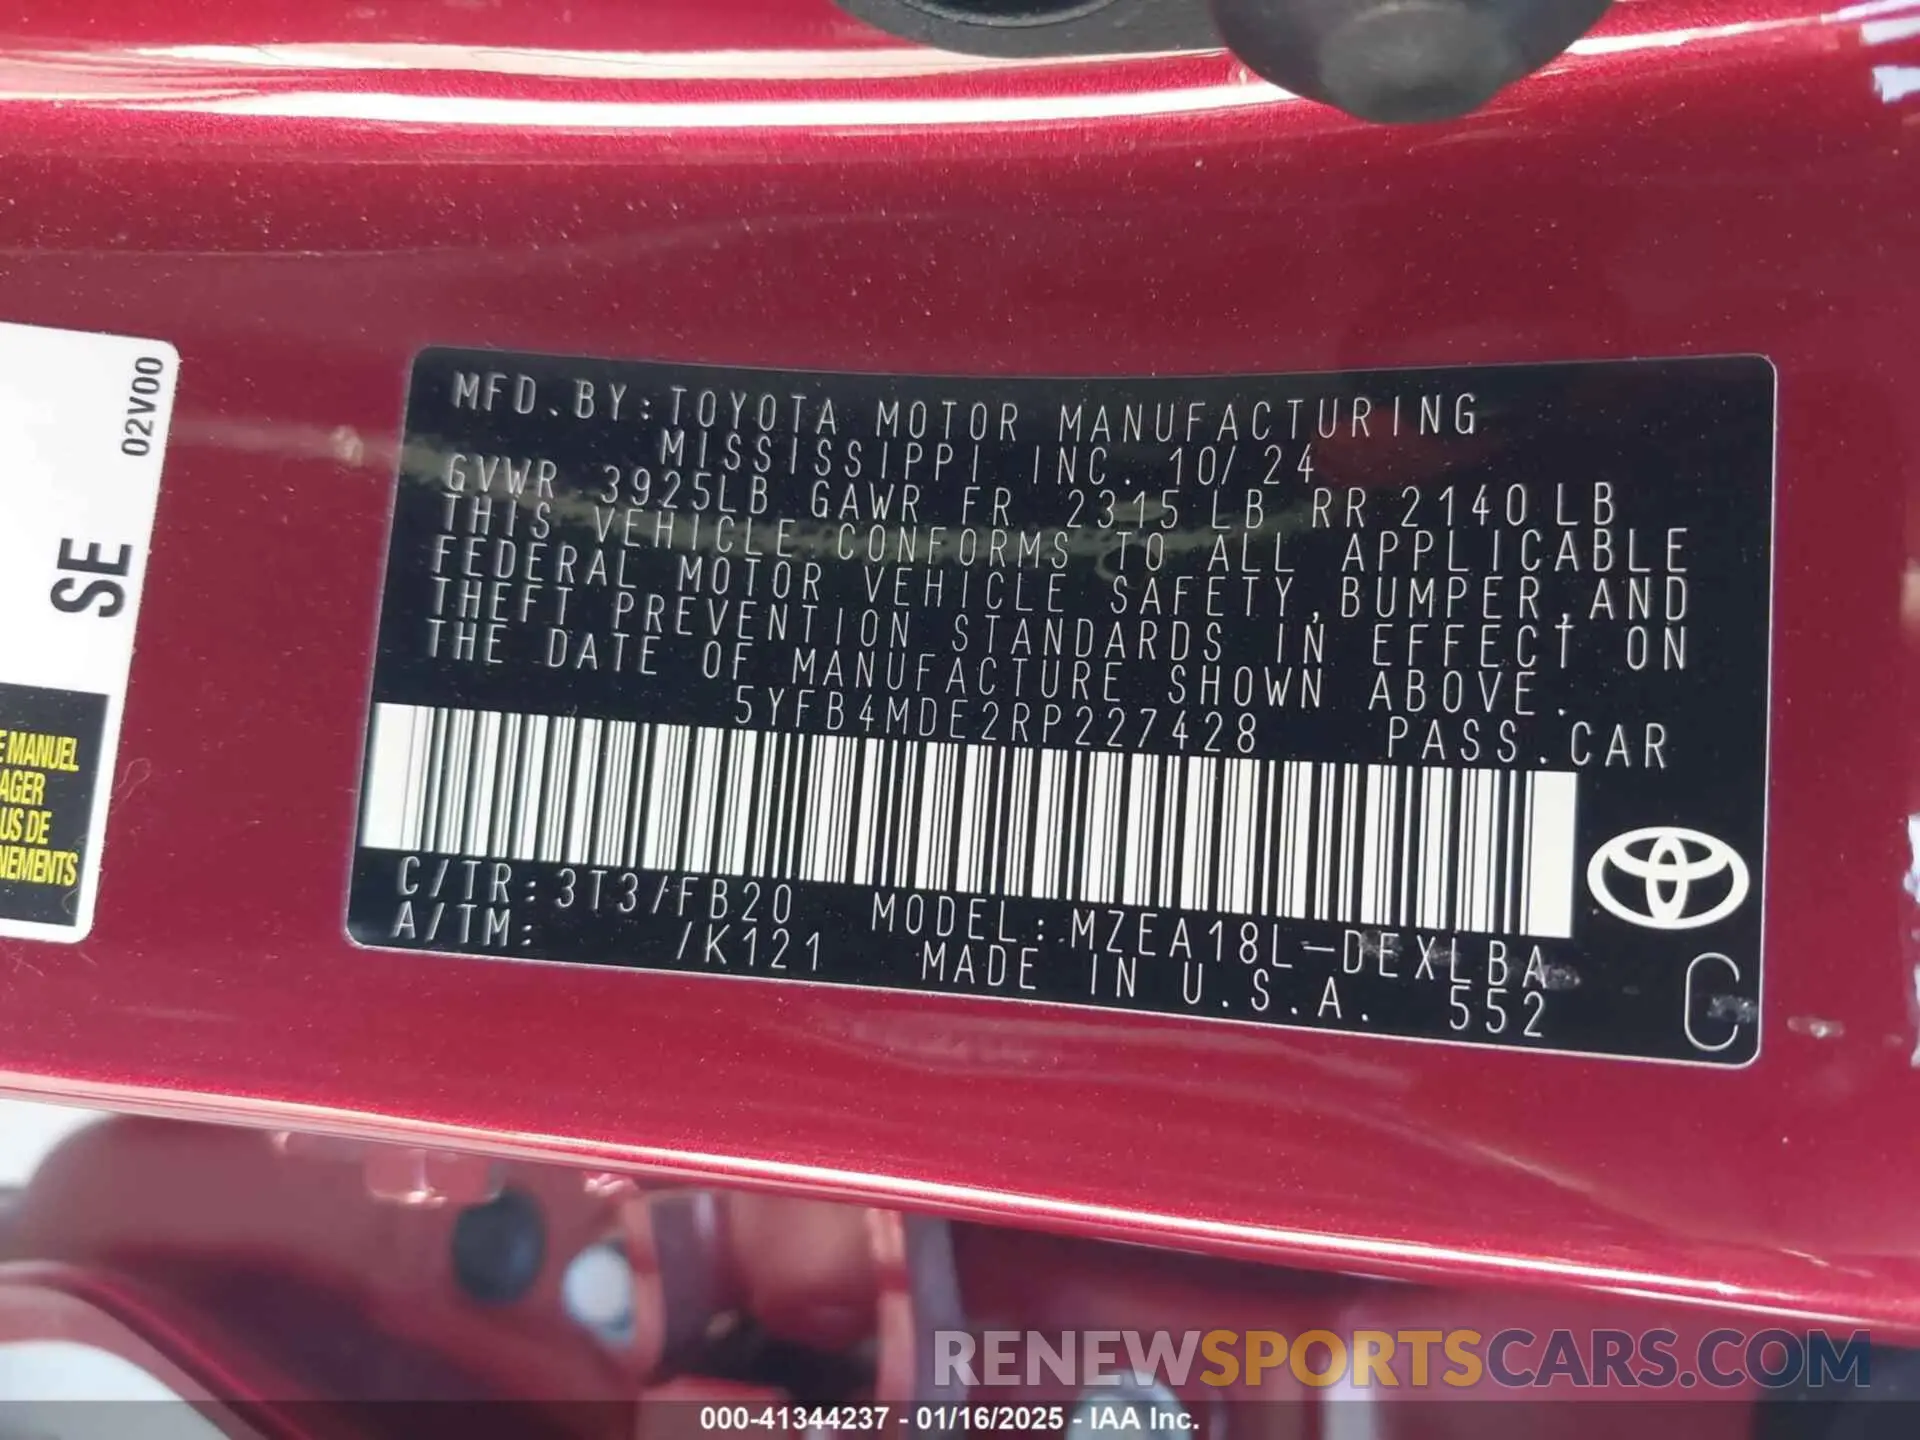 02V00
SE
E MANUEL
AGER
US DE
NEMENTS
MFD.BY:TOYOTA MOTOR MANUFACTURING
MISSISSIPPI INC. 10/24
GVWR 3925LB GAWR FR 2315LB RR 2140LB
THIS VEHICLE CONFORMS TO ALL APPLICABLE
FEDERAL MOTOR VEHICLE SAFETY,BUMPER,AND
THEFT PREVENTION STANDARDS IN EFFECT ON
THE DATE OF MANUFACTURE SHOWN ABOVE.
5YFB4MDE2RP227428 PASS.CAR
C/TR:3T3/FB20 MODEL:MZEA18L-DEXLBA
A/TM: /K121 MADE IN U.S.A. 552
C
RENEWSPORTSCARS.COM
000-41344237 - 01/16/2025 - IAA Inc.